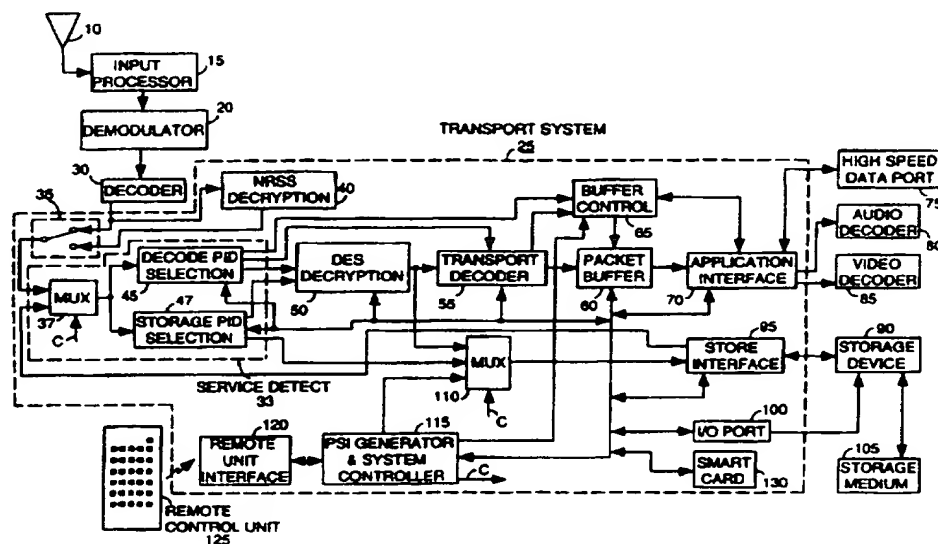 10
INPUT
PROCESSOR
15
20
DEMODULATOR
TRANSPORT SYSTEM
25
30
DECODER
35
NRSS
DECRYPTION
40
BUFFER
CONTROL
65
HIGH SPEED
DATA PORT
75
AUDIO
DECODER
80
DECODE PID
SELECTION
45
DES
DECRYPTION
50
TRANSPORT
DECODER
55
PACKET
BUFFER
60
APPLICATION
INTERFACE
70
VIDEO
DECODER
85
MUX
37
C
47
STORAGE PID
SELECTION
SERVICE DETECT
33
MUX
110
C
95
STORE
INTERFACE
90
STORAGE
DEVICE
120
REMOTE
UNIT
INTERFACE
115
PSI GENERATOR
& SYSTEM
CONTROLLER
C
100
I/O PORT
SMART
CARD
130
105
STORAGE
MEDIUM
REMOTE
CONTROL UNIT
125